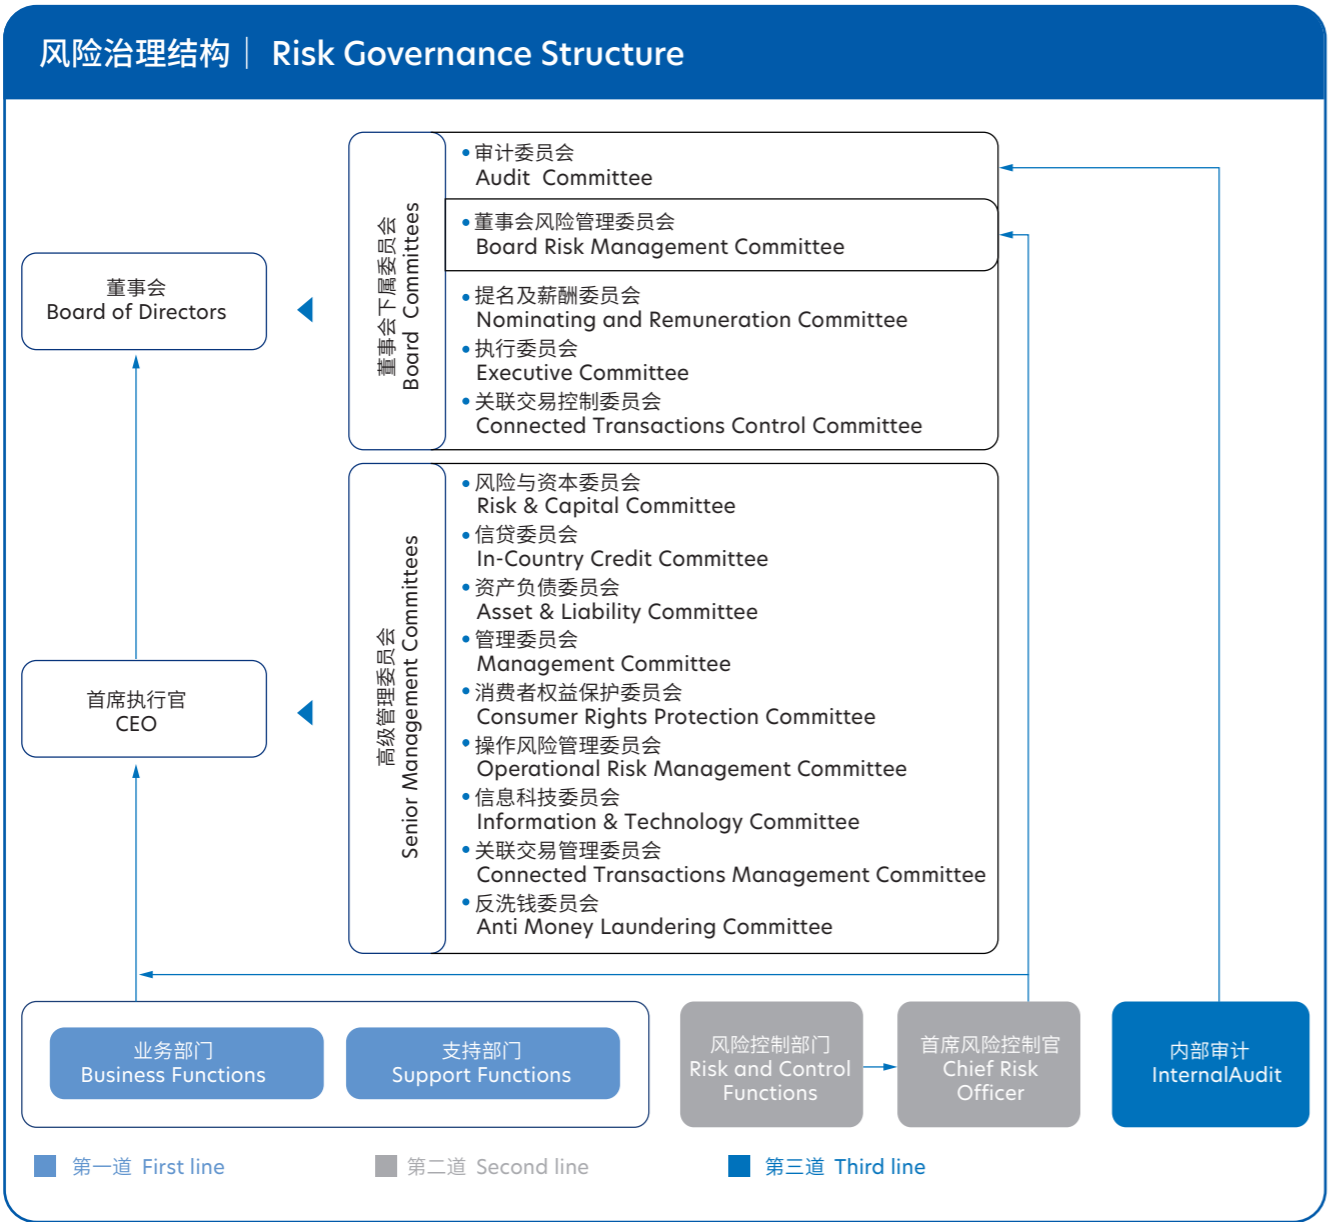 风险治理结构 | Risk Governance Structure
审计委员会
Audit Committee
董事会风险管理委员会
Board Risk Management Committee
提名及薪酬委员会
Nominating and Remuneration Committee
执行委员会
Executive Committee
关联交易控制委员会
Connected Transactions Control Committee
董事会下属委员会
Board Committees
董事会
Board of Directors
风险与资本委员会
Risk & Capital Committee
信贷委员会
In-Country Credit Committee
资产负债委员会
Asset & Liability Committee
管理委员会
Management Committee
消费者权益保护委员会
Consumer Rights Protection Committee
操作风险管理委员会
Operational Risk Management Committee
信息科技委员会
Information & Technology Committee
关联交易管理委员会
Connected Transactions Management Committee
反洗钱委员会
Anti Money Laundering Committee
高级管理委员会
Senior Management Committees
首席执行官
CEO
业务部门
Business Functions
支持部门
Support Functions
风险控制部门
Risk and Control
Functions
首席风险控制官
Chief Risk
Officer
内部审计
InternalAudit
第一道 First line
第二道 Second line
第三道 Third line